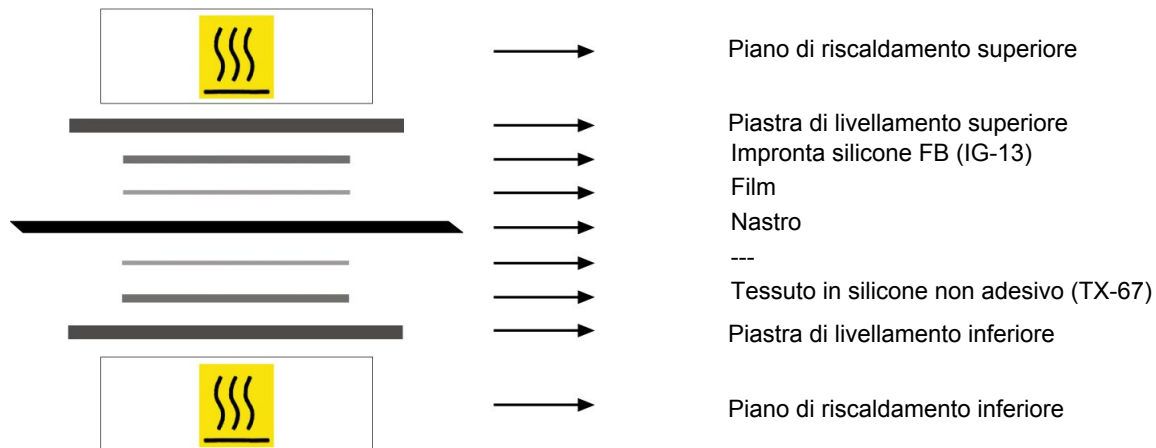 Piano di riscaldamento superiore
Piastra di livellamento superiore
Impronta silicone FB (IG-13)
Film
Nastro
---
Tessuto in silicone non adesivo (TX-67)
Piastra di livellamento inferiore
Piano di riscaldamento inferiore